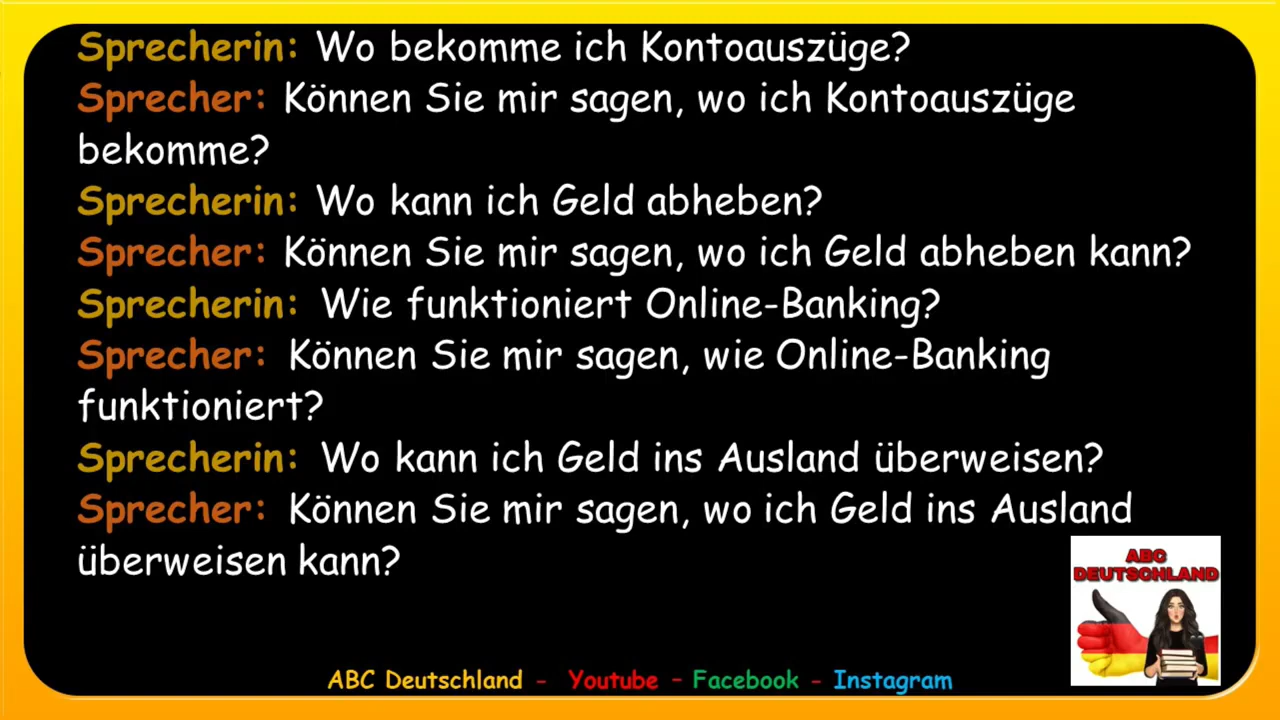 Sprecherin: Wo bekomme ich Kontoauszüge?
Sprecher: Können Sie mir sagen, wo ich Kontoauszüge
bekomme?
Sprecherin: Wo kann ich Geld abheben?
Sprecher: Können Sie mir sagen, wo ich Geld abheben kann?
Sprecherin: Wie funktioniert Online-Banking?
Sprecher: Können Sie mir sagen, wie Online-Banking
funktioniert?
Sprecherin: Wo kann ich Geld ins Ausland überweisen?
Sprecher: Können Sie mir sagen, wo ich Geld ins Ausland
überweisen kann?
ABC
DEUTSCHLAND
ABC Deutschland - Youtube - Facebook - Instagram